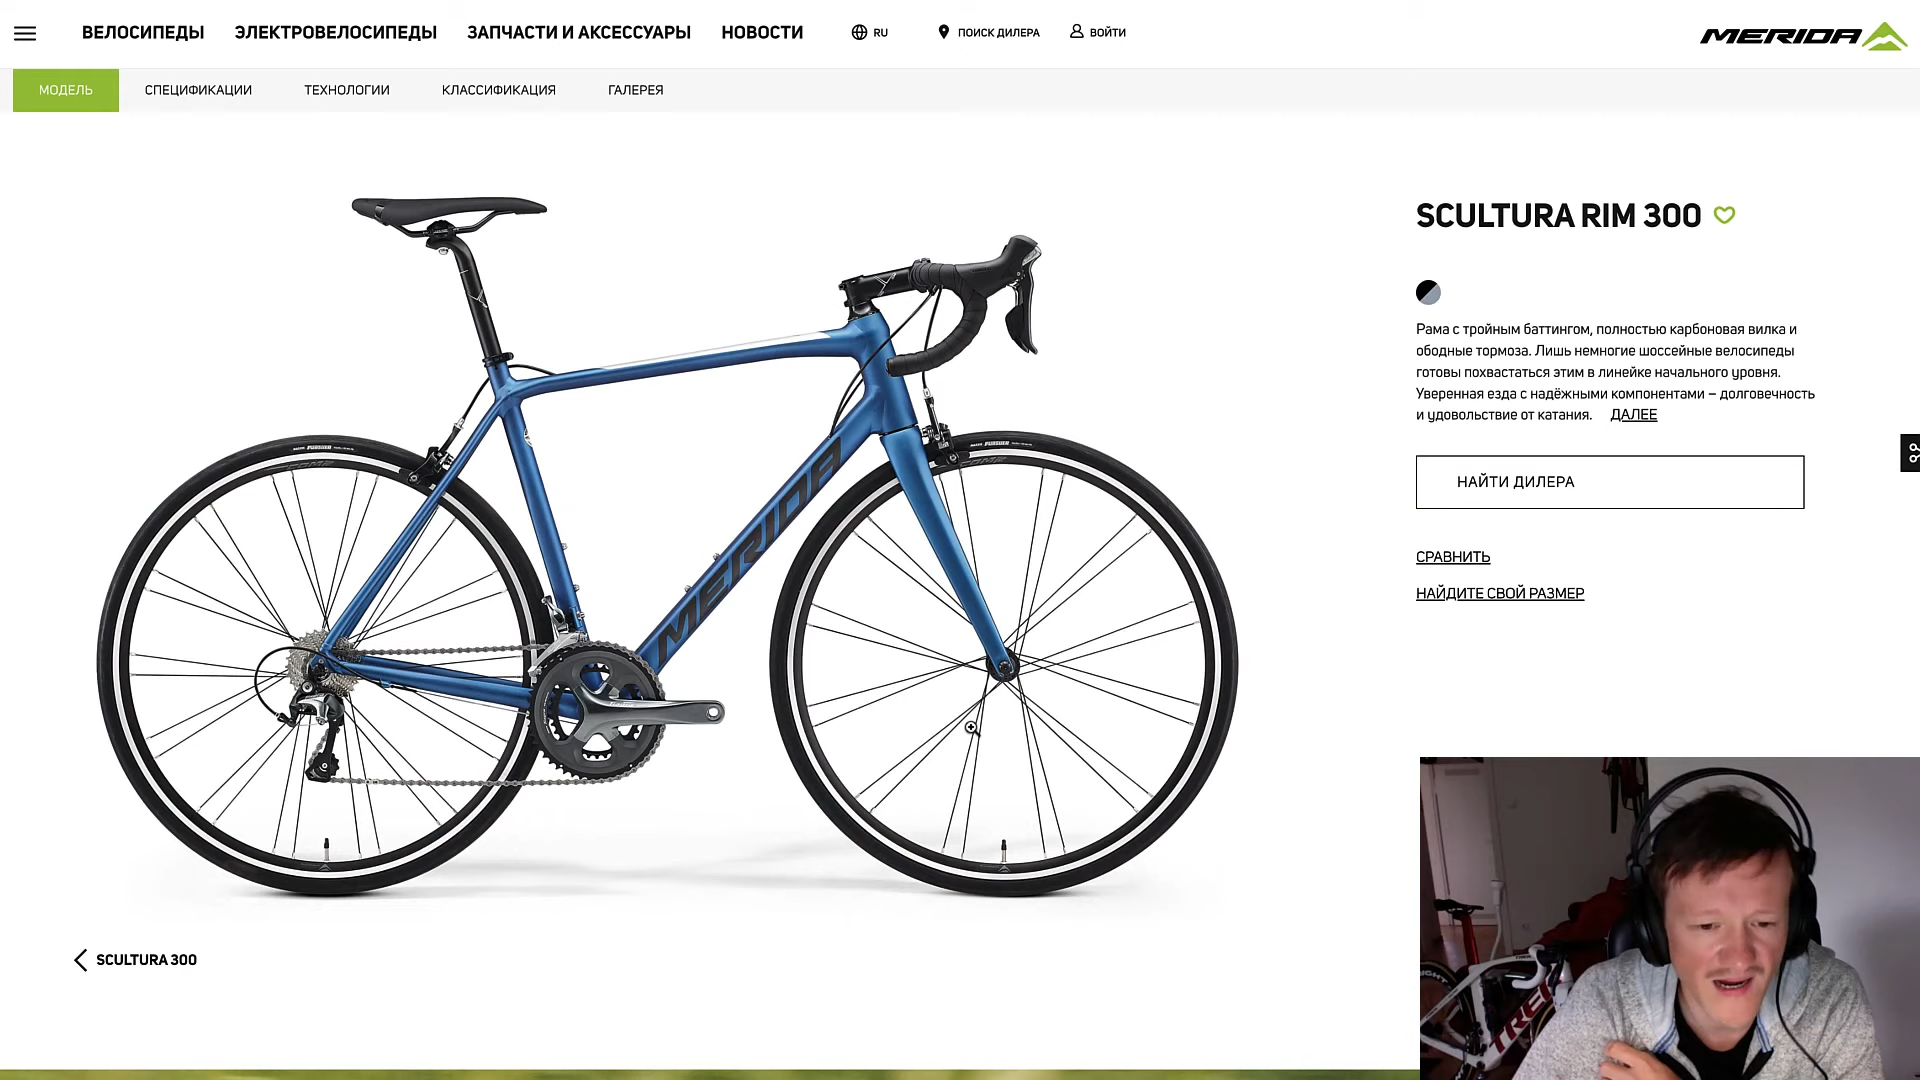 ВЕЛОСИПЕДЫ ЭЛЕКТРОВЕЛОСИПЕДЫ ЗАПЧАСТИ И АКСЕССУАРЫ НОВОСТИ RU ПОИСК ДИЛЕРА ВОЙТИ MERIDA
МОДЕЛЬ СПЕЦИФИКАЦИИ ТЕХНОЛОГИИ КЛАССИФИКАЦИЯ ГАЛЕРЕЯ
SCULTURA RIM 300
Рама с тройным баттингом, полностью карбоновая вилка и
ободные тормоза. Лишь немногие шоссейные велосипеды
готовы похвастаться этим в линейке начального уровня.
Уверенная езда с надёжными компонентами – долговечность
и удовольствие от катания. ДАЛЕЕ
НАЙТИ ДИЛЕРА
СРАВНИТЬ
НАЙДИТЕ СВОЙ РАЗМЕР
MERIDA
SCULTURA 300